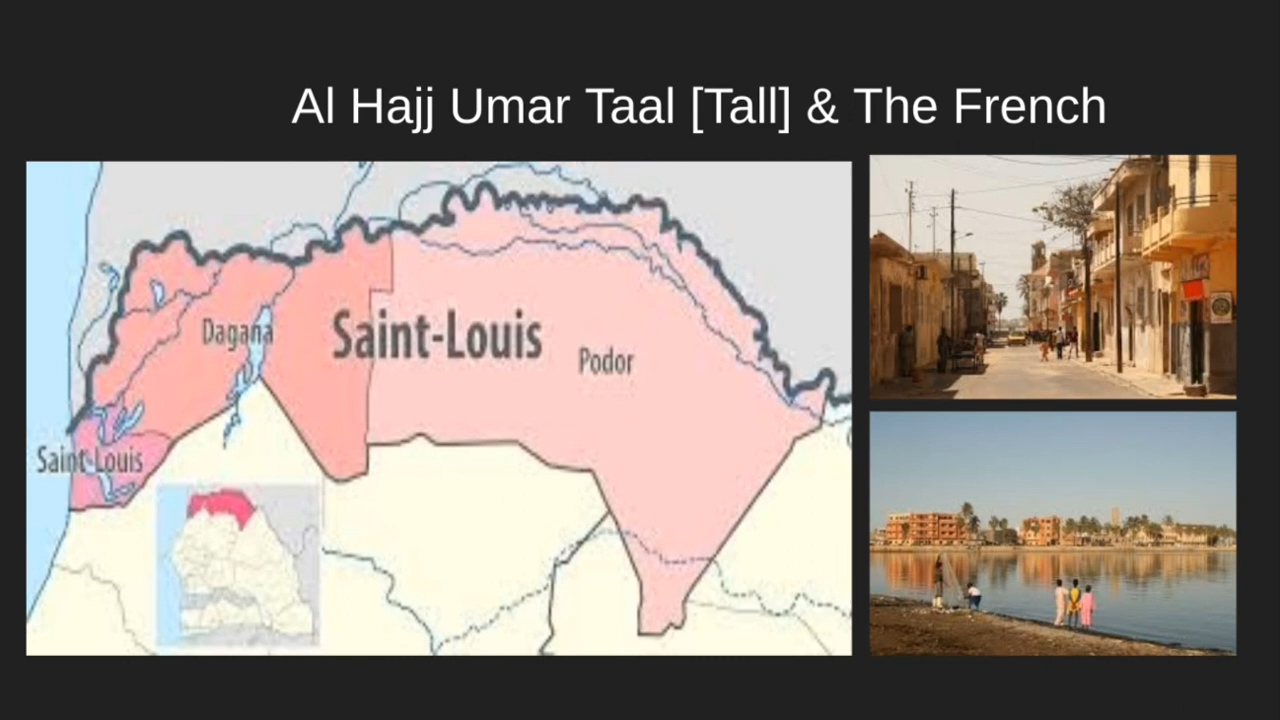 Al Hajj Umar Taal [Tall] & The French
Dagana
Saint-Louis
Podor
Saint-Louis